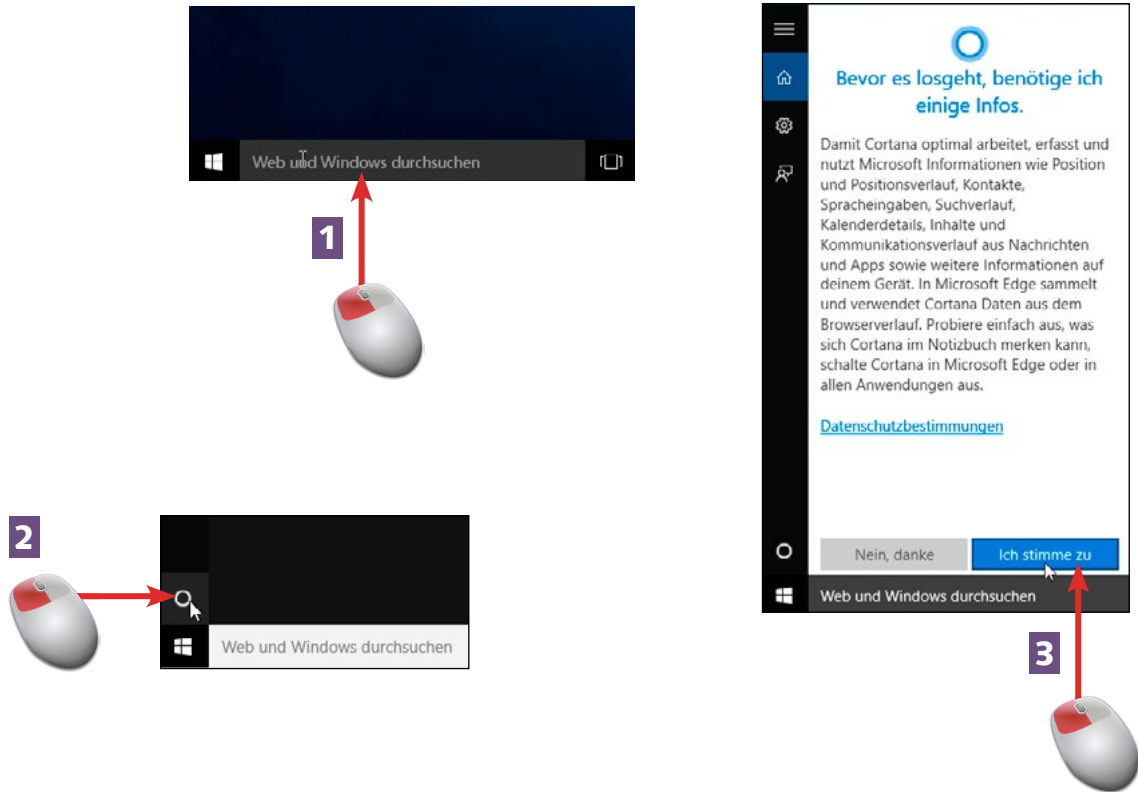 Web und Windows durchsuchen
1
2
Web und Windows durchsuchen
Bevor es losgeht, benötige ich
einige Infos.
Damit Cortana optimal arbeitet, erfasst und
nutzt Microsoft Informationen wie Position
und Positionsverlauf, Kontakte,
Spracheingaben, Suchverlauf,
Kalenderdetails, Inhalte und
Kommunikationsverlauf aus Nachrichten
und Apps sowie weitere Informationen auf
deinem Gerät. In Microsoft Edge sammelt
und verwendet Cortana Daten aus dem
Browserverlauf. Probiere einfach aus, was
sich Cortana im Notizbuch merken kann,
schalte Cortana in Microsoft Edge oder in
allen Anwendungen aus.
Datenschutzbestimmungen
Nein, danke Ich stimme zu
Web und Windows durchsuchen
3